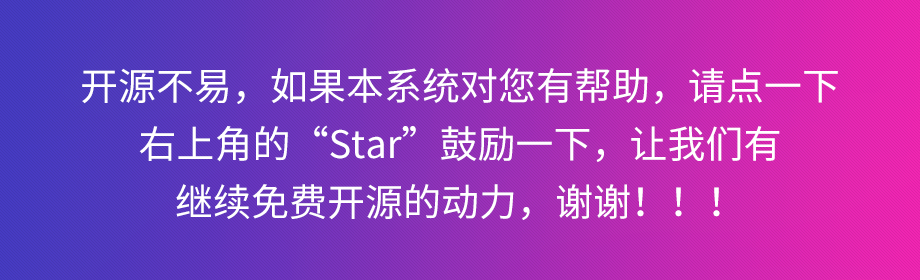 开源不易，如果本系统对您有帮助，请点一下
右上角的“Star”鼓励一下，让我们有
继续免费开源的动力，谢谢！！！